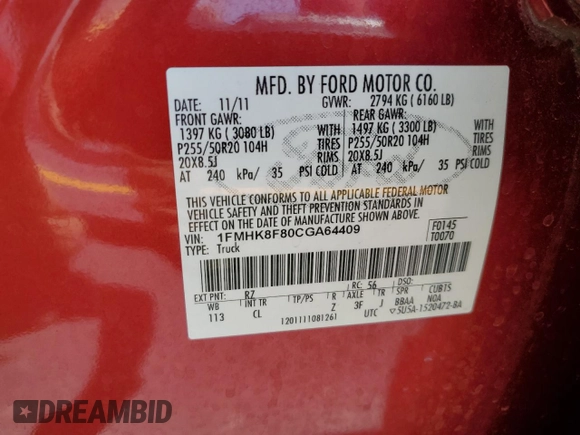 MFD. BY FORD MOTOR CO.
DATE: 11/11 GVWR: 2794 KG ( 6160 LB)
FRONT GAWR: REAR GAWR:
1397 KG ( 3080 LB) WITH 1497 KG ( 3300 LB) WITH
P255/50R20 104H TIRES P255/50R20 104H TIRES
20X8.5J RIMS 20X8.5J RIMS
AT 240 kPa/ 35 PSI COLD AT 240 kPa/ 35 PSI COLD
THIS VEHICLE CONFORMS TO ALL APPLICABLE FEDERAL MOTOR
VEHICLE SAFETY AND THEFT PREVENTION STANDARDS IN
EFFECT ON THE DATE OF MANUFACTURE SHOWN ABOVE.
VIN: 1FMHK8F80CGA64409 F0145
TYPE: Truck T0070
EXT PNT: RZ RC: 56 DSO:
WB INT TR TP/PS R AXLE TR SPR CUB15
113 CL Z 3F J BBAA NOA
1201111081261 UTC 5U5A-1520472-BA
Ford
DREAMBID